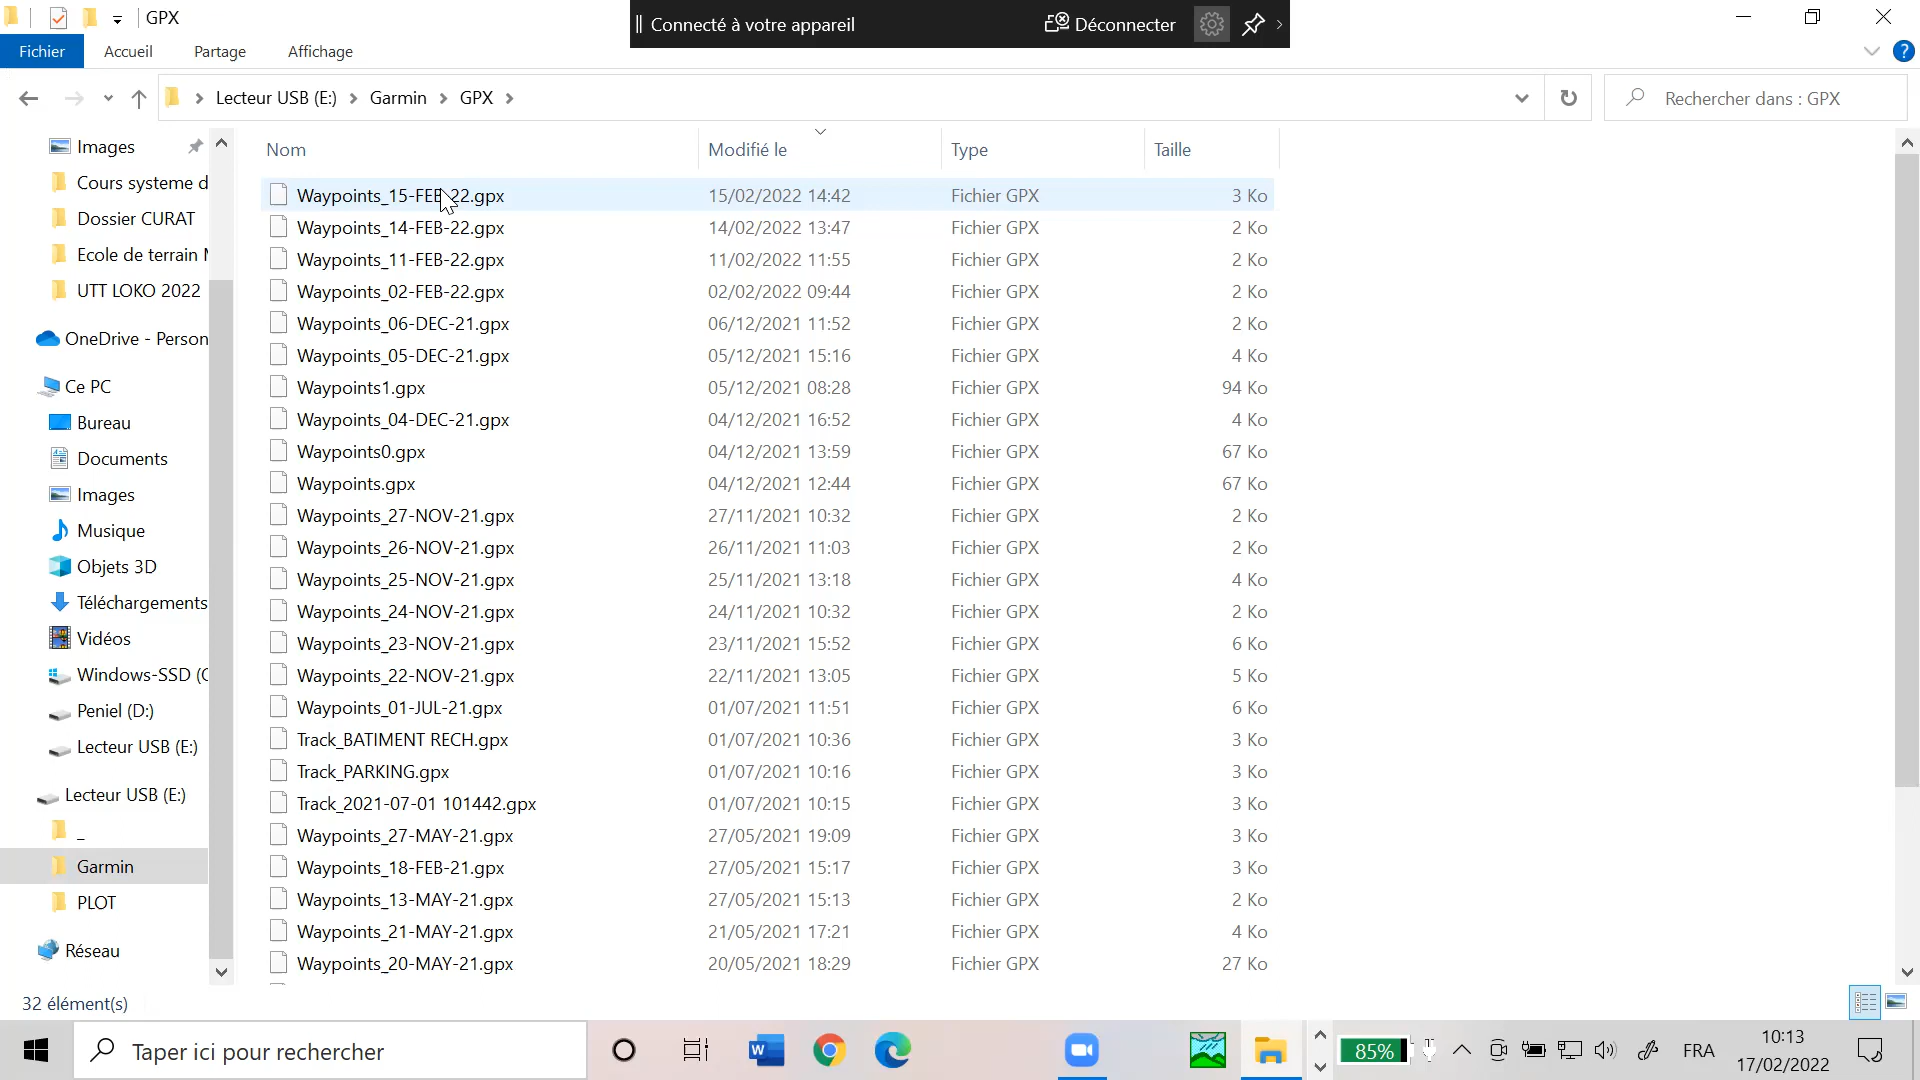 GPX
Connecté à votre appareil
Déconnecter
Fichier
Accueil
Partage
Affichage
?
Lecteur USB (E:) > Garmin > GPX >
Rechercher dans : GPX
Images
Cours systeme d
Dossier CURAT
Ecole de terrain
UTT LOKO 2022
OneDrive - Person
Ce PC
Bureau
Documents
Images
Musique
Objets 3D
Téléchargements
Vidéos
Windows-SSD (C
Peniel (D:)
Lecteur USB (E:)
Lecteur USB (E:)
_
Garmin
PLOT
Réseau
Nom Modifié le Type Taille
Waypoints_15-FEB-22.gpx 15/02/2022 14:42 Fichier GPX 3 Ko
Waypoints_14-FEB-22.gpx 14/02/2022 13:47 Fichier GPX 2 Ko
Waypoints_11-FEB-22.gpx 11/02/2022 11:55 Fichier GPX 2 Ko
Waypoints_02-FEB-22.gpx 02/02/2022 09:44 Fichier GPX 2 Ko
Waypoints_06-DEC-21.gpx 06/12/2021 11:52 Fichier GPX 2 Ko
Waypoints_05-DEC-21.gpx 05/12/2021 15:16 Fichier GPX 4 Ko
Waypoints1.gpx 05/12/2021 08:28 Fichier GPX 94 Ko
Waypoints_04-DEC-21.gpx 04/12/2021 16:52 Fichier GPX 4 Ko
Waypoints0.gpx 04/12/2021 13:59 Fichier GPX 67 Ko
Waypoints.gpx 04/12/2021 12:44 Fichier GPX 67 Ko
Waypoints_27-NOV-21.gpx 27/11/2021 10:32 Fichier GPX 2 Ko
Waypoints_26-NOV-21.gpx 26/11/2021 11:03 Fichier GPX 2 Ko
Waypoints_25-NOV-21.gpx 25/11/2021 13:18 Fichier GPX 4 Ko
Waypoints_24-NOV-21.gpx 24/11/2021 10:32 Fichier GPX 2 Ko
Waypoints_23-NOV-21.gpx 23/11/2021 15:52 Fichier GPX 6 Ko
Waypoints_22-NOV-21.gpx 22/11/2021 13:05 Fichier GPX 5 Ko
Waypoints_01-JUL-21.gpx 01/07/2021 11:51 Fichier GPX 6 Ko
Track_BATIMENT RECH.gpx 01/07/2021 10:36 Fichier GPX 3 Ko
Track_PARKING.gpx 01/07/2021 10:16 Fichier GPX 3 Ko
Track_2021-07-01 101442.gpx 01/07/2021 10:15 Fichier GPX 3 Ko
Waypoints_27-MAY-21.gpx 27/05/2021 19:09 Fichier GPX 3 Ko
Waypoints_18-FEB-21.gpx 27/05/2021 15:17 Fichier GPX 3 Ko
Waypoints_13-MAY-21.gpx 27/05/2021 15:13 Fichier GPX 2 Ko
Waypoints_21-MAY-21.gpx 21/05/2021 17:21 Fichier GPX 4 Ko
Waypoints_20-MAY-21.gpx 20/05/2021 18:29 Fichier GPX 27 Ko
32 élément(s)
Taper ici pour rechercher
W
85%
FRA
10:13
17/02/2022